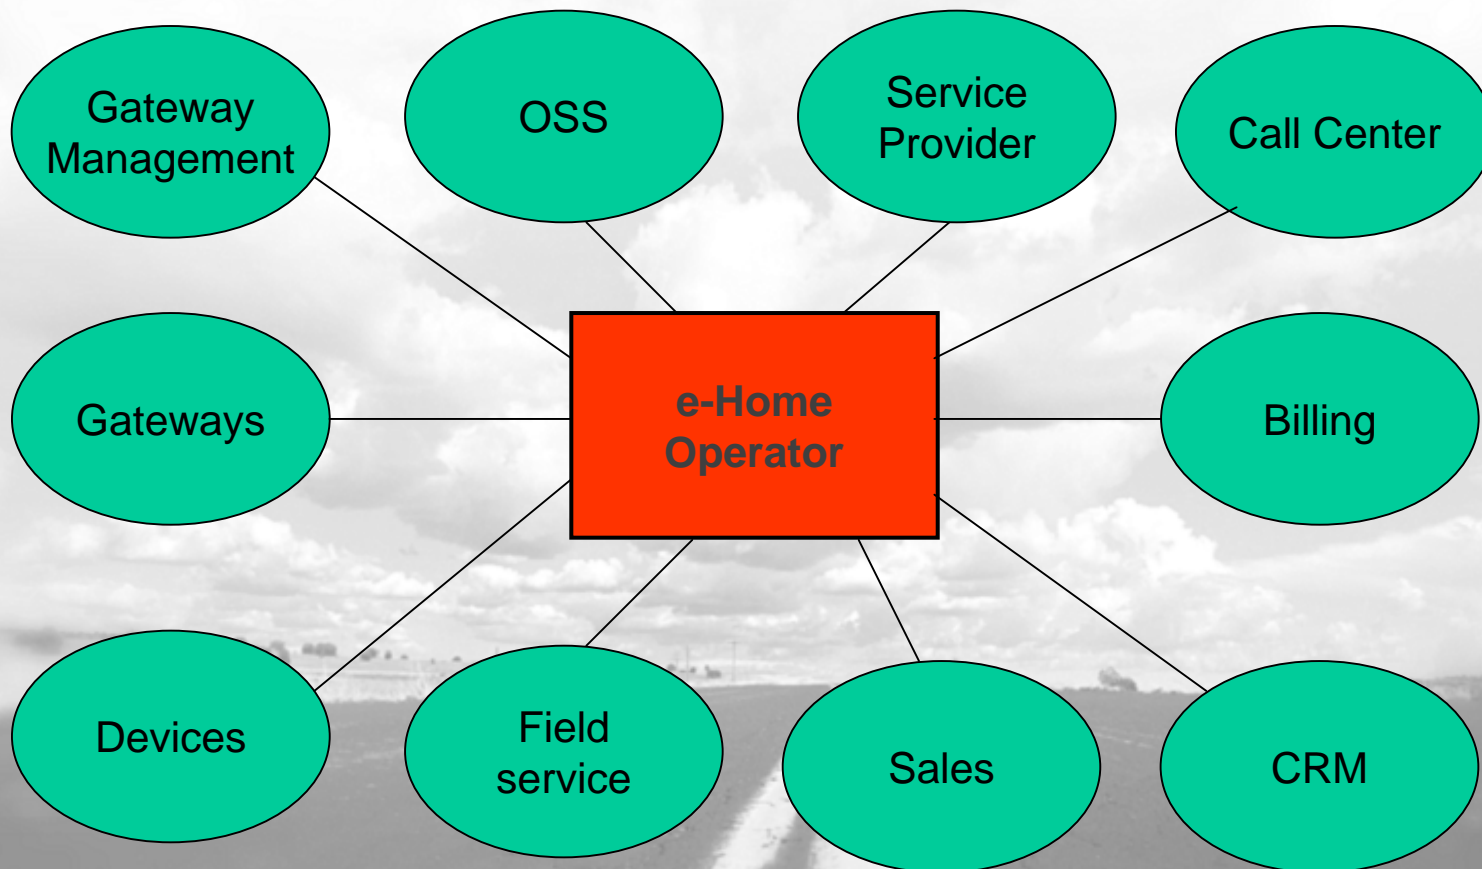 Gateway
Management
OSS
Service
Provider
Call Center
Gateways
e-Home
Operator
Billing
Devices
Field
service
Sales
CRM